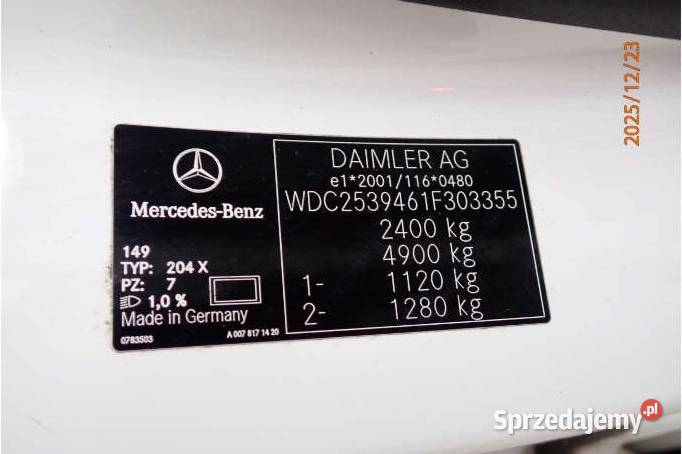 2025/12/23
Mercedes-Benz
149
TYP: 204 X
PZ: 7
1,0 %
Made in Germany
0783503
A 007 817 14 20
DAIMLER AG
e1*2001/116*0480
WDC2539461F303355
2400 kg
4900 kg
1- 1120 kg
2- 1280 kg
Sprzedajemy.pl